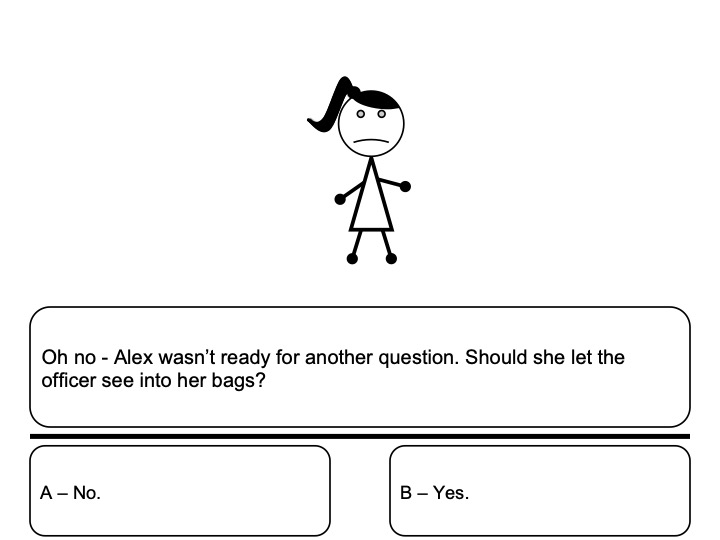 Oh no - Alex wasn’t ready for another question. Should she let the
officer see into her bags?
A – No.
B – Yes.